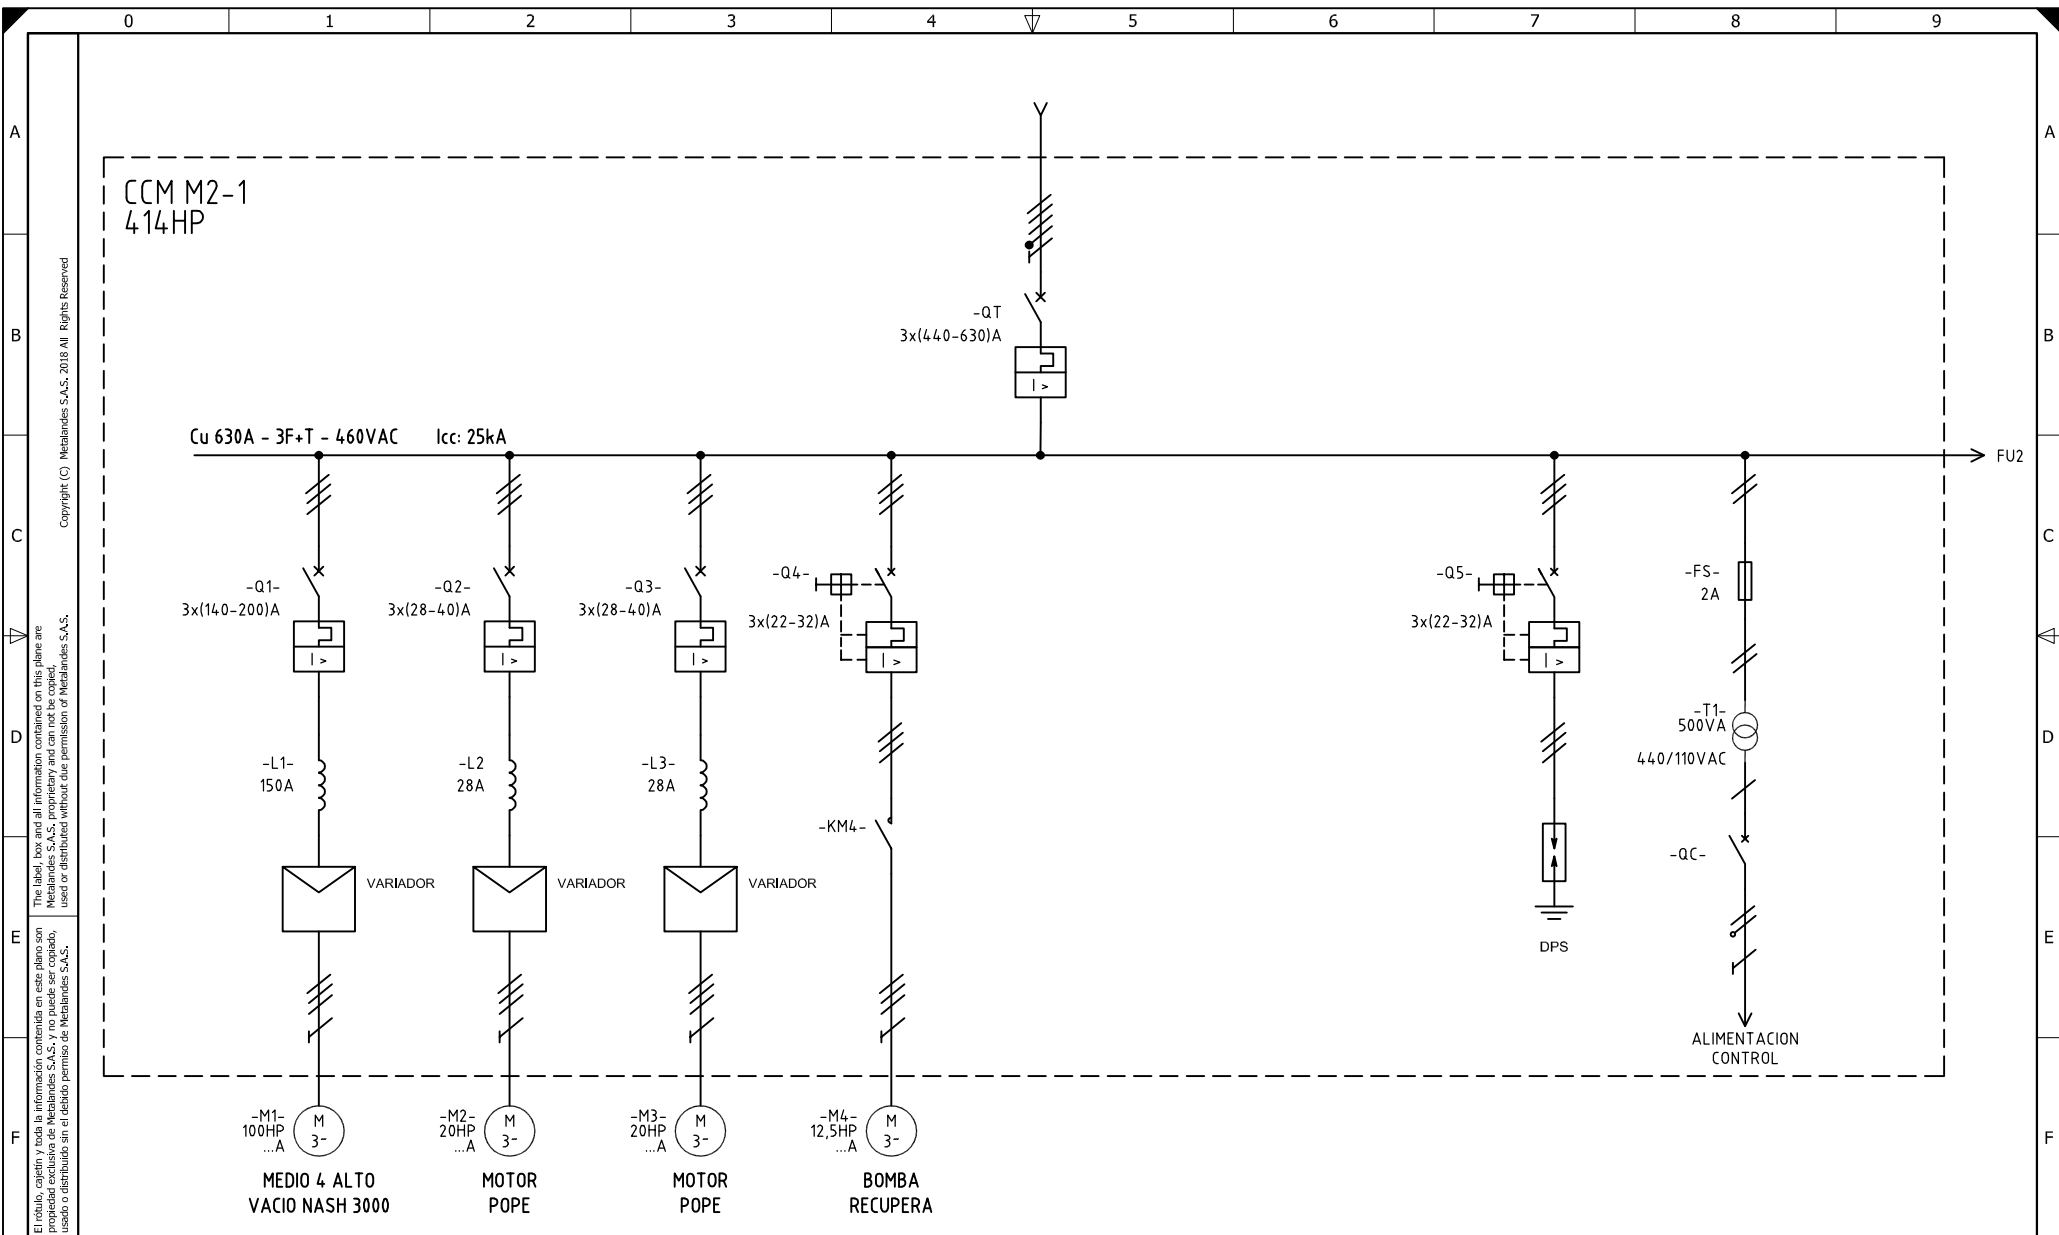 0 1 2 3 4 5 6 7 8 9
A A
CCM M2-1
414HP
B B
-QT
3x(440-630)A
I >
Cu 630A - 3F+T - 460VAC Icc: 25kA
FU2
C C
-Q1-
3x(140-200)A
I >
-Q2-
3x(28-40)A
I >
-Q3-
3x(28-40)A
I >
-Q4-
3x(22-32)A
I >
-Q5-
3x(22-32)A
I >
-FS-
2A
D D
-L1-
150A
-L2
28A
-L3-
28A
-T1-
500VA
440/110VAC
-KM4-
-QC-
VARIADOR
VARIADOR
VARIADOR
E E
DPS
ALIMENTACION
CONTROL
F F
-M1-
100HP
...A
M
3~
MEDIO 4 ALTO
VACIO NASH 3000
-M2-
20HP
...A
M
3~
MOTOR
POPE
-M3-
20HP
...A
M
3~
MOTOR
POPE
-M4-
12,5HP
...A
M
3~
BOMBA
RECUPERA
The label, box and all information contained on this plane are
Metalandes S.A.S. proprietary and can not be copied,
used or distributed without due permission of Metalandes S.A.S.
Copyright (C) Metalandes S.A.S. 2018 All Rights Reserved
El rótulo, cajetín y toda la información contenida en este plano son
propiedad exclusiva de Metalandes S.A.S. y no puede ser copiado,
usado o distribuido sin el debido permiso de Metalandes S.A.S.